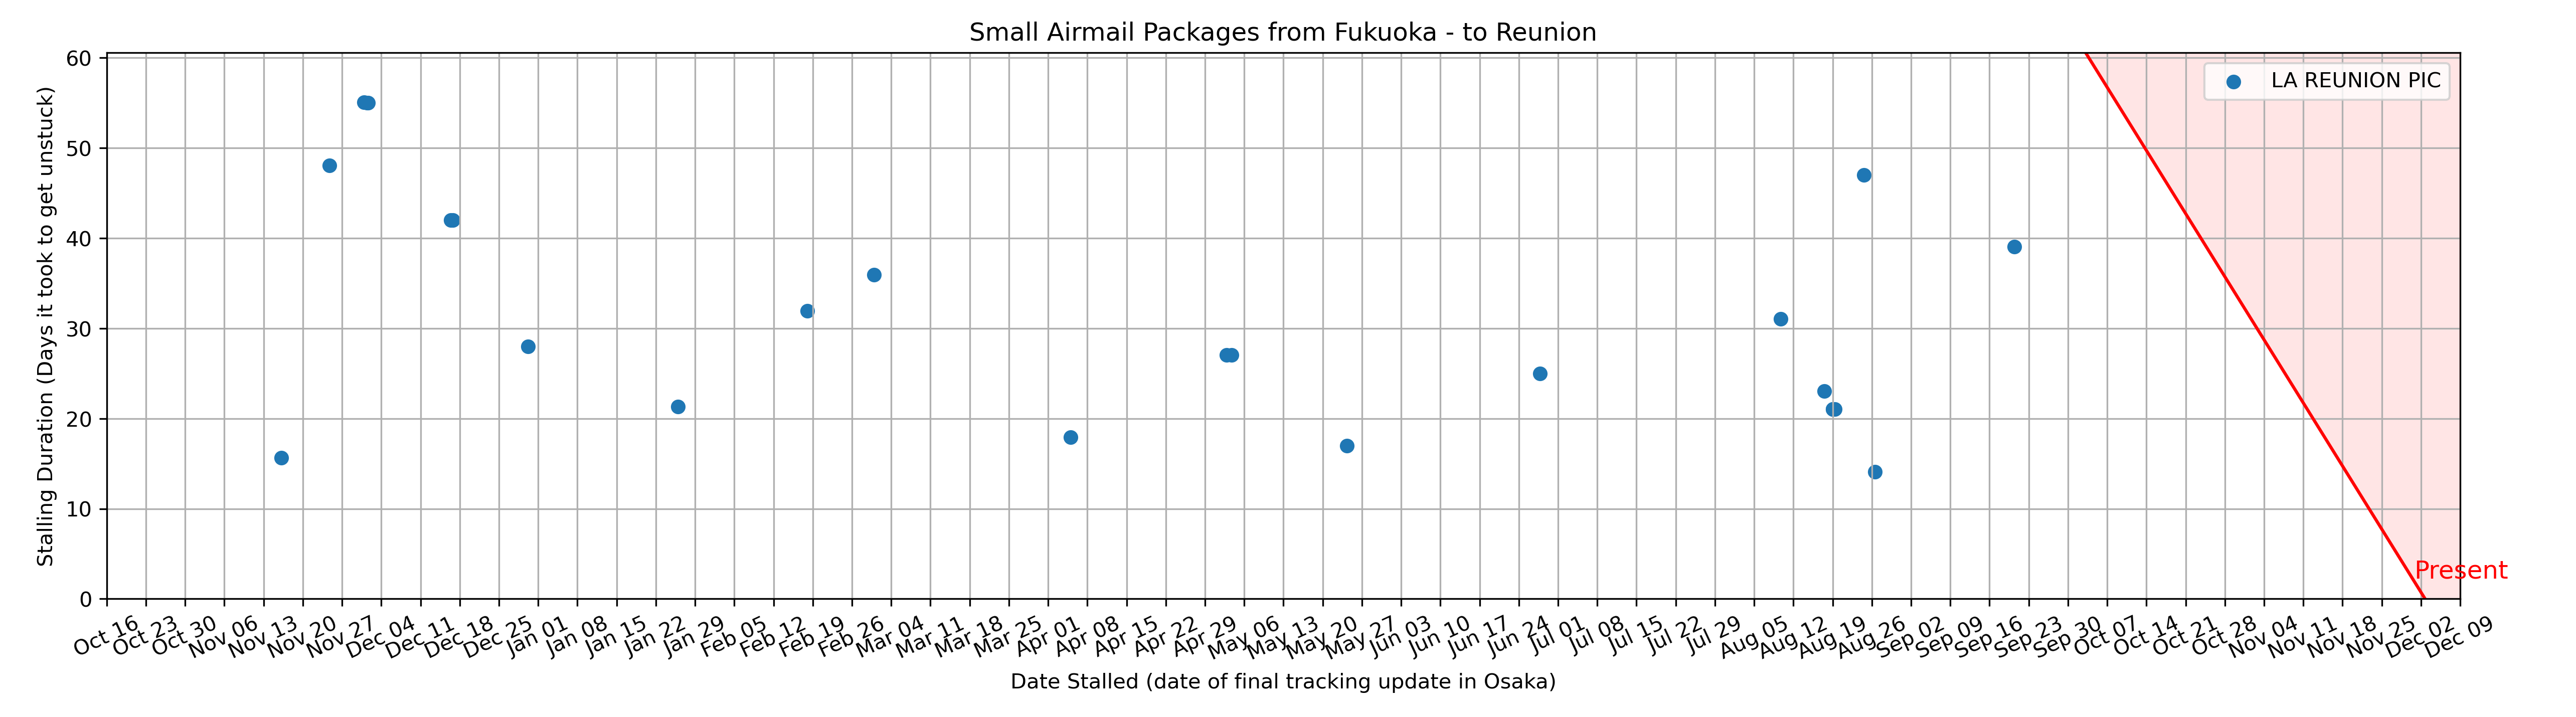 Small Airmail Packages from Fukuoka - to Reunion
Stalling Duration (Days it took to get unstuck)
60
50
40
30
20
10
0
LA REUNION PIC
Present
Oct 16
Oct 23
Oct 30
Nov 06
Nov 13
Nov 20
Nov 27
Dec 04
Dec 11
Dec 18
Dec 25
Jan 01
Jan 08
Jan 15
Jan 22
Jan 29
Feb 05
Feb 12
Feb 19
Feb 26
Mar 04
Mar 11
Mar 18
Mar 25
Apr 01
Apr 08
Apr 15
Apr 22
Apr 29
May 06
May 13
May 20
May 27
Jun 03
Jun 10
Jun 17
Jun 24
Jul 01
Jul 08
Jul 15
Jul 22
Jul 29
Aug 05
Aug 12
Aug 19
Aug 26
Sep 02
Sep 09
Sep 16
Sep 23
Sep 30
Oct 07
Oct 14
Oct 21
Oct 28
Nov 04
Nov 11
Nov 18
Nov 25
Dec 02
Dec 09
Date Stalled (date of final tracking update in Osaka)